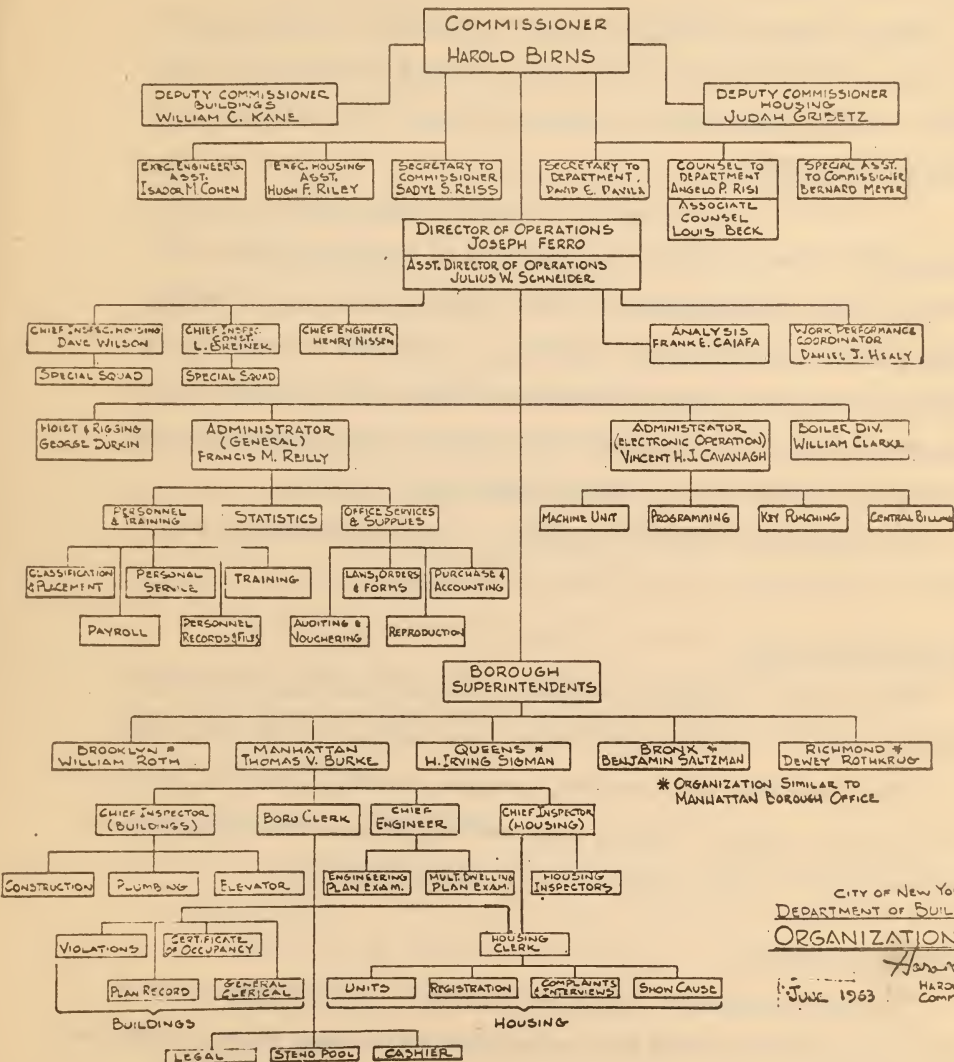 COMMISSIONER
HAROLD BIRNS
DEPUTY COMMISSIONER
BUILDINGS
WILLIAM C. KANE
DEPUTY COMMISSIONER
HOUSING
JUDAH GRIBETZ
EXEC. ENGINEER'S
ASST.
ISADOR M COHEN
EXEC. HOUSING
ASST.
HUGH F. RILEY
SECRETARY TO
COMMISSIONER
SADYE S. REISS
SECRETARY TO
DEPARTMENT.
DAVID E. DAVILA
COUNSEL TO
DEPARTMENT
ANGELO P. RISI
ASSOCIATE
COUNSEL
LOUIS BECK
SPECIAL ASST.
TO COMMISSIONER
BERNARD MEYER
DIRECTOR OF OPERATIONS
JOSEPH FERRO
ASST. DIRECTOR OF OPERATIONS
JULIUS W. SCHNEIDER
CHIEF INSPEC. HOUSING
DAVE WILSON
SPECIAL SQUAD
CHIEF INSPEC.
CONST.
L. BREINER
SPECIAL SQUAD
CHIEF ENGINEER
HENRY NISSEN
ANALYSIS
FRANK E. CAIAFA
WORK PERFORMANCE
COORDINATOR
DANIEL J. HEALY
HOIST & RIGGING
GEORGE DURKIN
ADMINISTRATOR
(GENERAL)
FRANCIS M. REILLY
ADMINISTRATOR
(ELECTRONIC OPERATION)
VINCENT H. J. CAVANAGH
BOILER DIV.
WILLIAM CLARKE
PERSONNEL
& TRAINING
STATISTICS
OFFICE SERVICES
& SUPPLIES
MACHINE UNIT
PROGRAMMING
KEY PUNCHING
CENTRAL BILLING
CLASSIFICATION
& PLACEMENT
PERSONAL
SERVICE
TRAINING
LAWS, ORDERS
& FORMS
PURCHASE &
ACCOUNTING
PAYROLL
PERSONNEL
RECORDS & FILES
AUDITING &
VOUCHERING
REPRODUCTION
BOROUGH
SUPERINTENDENTS
BROOKLYN *
WILLIAM ROTH
MANHATTAN
THOMAS V. BURKE
QUEENS *
H. IRVING SIGMAN
BRONX *
BENJAMIN SALTZMAN
RICHMOND *
DEWEY ROTHKRUG
* ORGANIZATION SIMILAR TO
MANHATTAN BOROUGH OFFICE
CHIEF INSPECTOR
(BUILDINGS)
BORO CLERK
CHIEF
ENGINEER
CHIEF INSPECTOR
(HOUSING)
CONSTRUCTION
PLUMBING
ELEVATOR
ENGINEERING
PLAN EXAM.
MULT. DWELLING
PLAN EXAM.
HOUSING
INSPECTORS
VIOLATIONS
CERTIFICATE
OF OCCUPANCY
HOUSING
CLERK
PLAN RECORD
GENERAL
CLERICAL
UNITS
REGISTRATION
COMPLAINTS
& INTERVIEWS
SHOW CAUSE
BUILDINGS
HOUSING
LEGAL
STENO POOL
CASHIER
CITY OF NEW YO
DEPARTMENT OF BUIL
ORGANIZATION
JUNE 1963
HARO
COMM